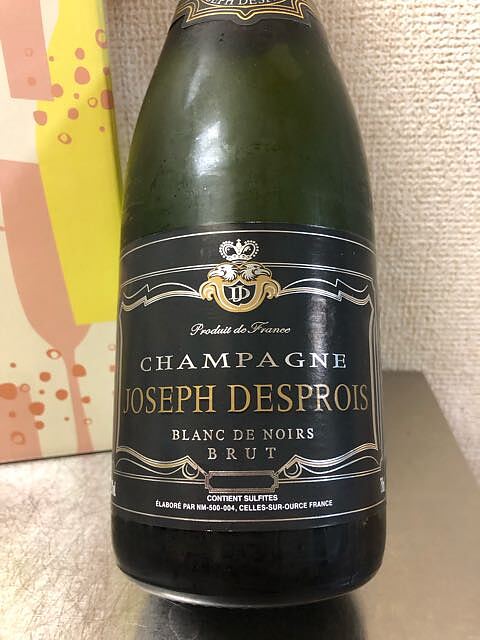 Produit de France
CHAMPAGNE
JOSEPH DESPROIS
BLANC DE NOIRS
BRUT
CONTIENT SULFITES
ÉLABORÉ PAR NM-500-004, CELLES-SUR-OURCE FRANCE